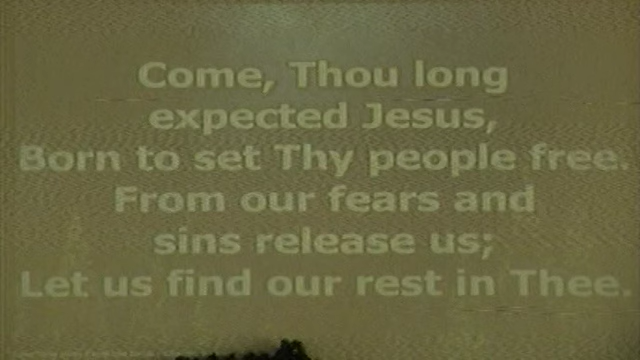 Come, Thou long
expected Jesus,
Born to set Thy people free.
From our fears and
sins release us;
Let us find our rest in Thee.